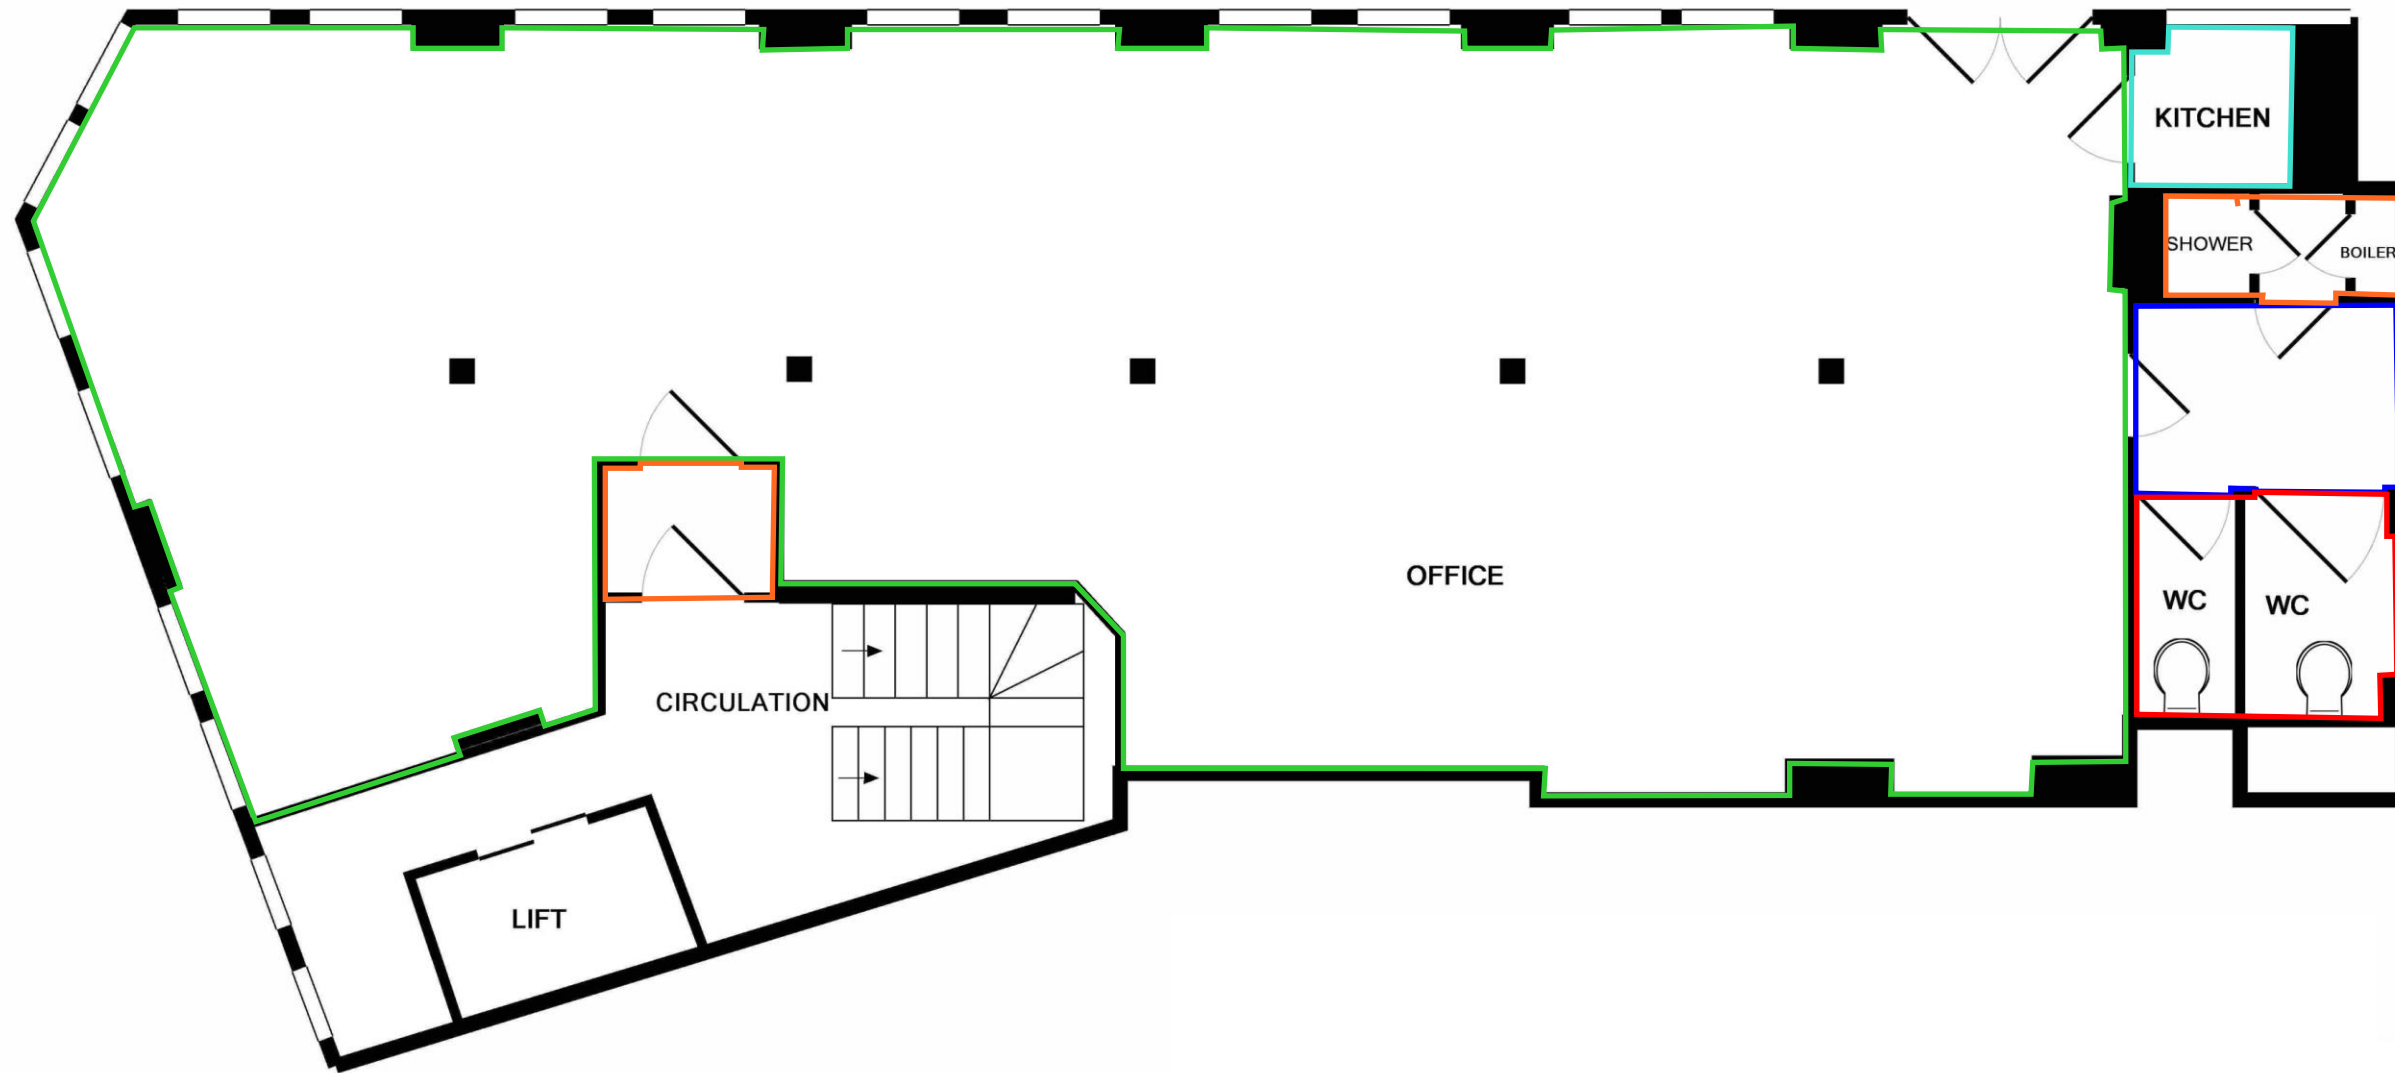 KITCHEN
SHOWER
BOILER
OFFICE
WC
WC
CIRCULATION
LIFT